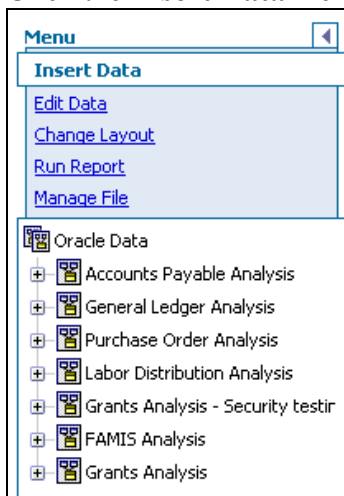 Menu
Insert Data
Edit Data
Change Layout
Run Report
Manage File
Oracle Data
Accounts Payable Analysis
General Ledger Analysis
Purchase Order Analysis
Labor Distribution Analysis
Grants Analysis - Security testin
FAMIS Analysis
Grants Analysis